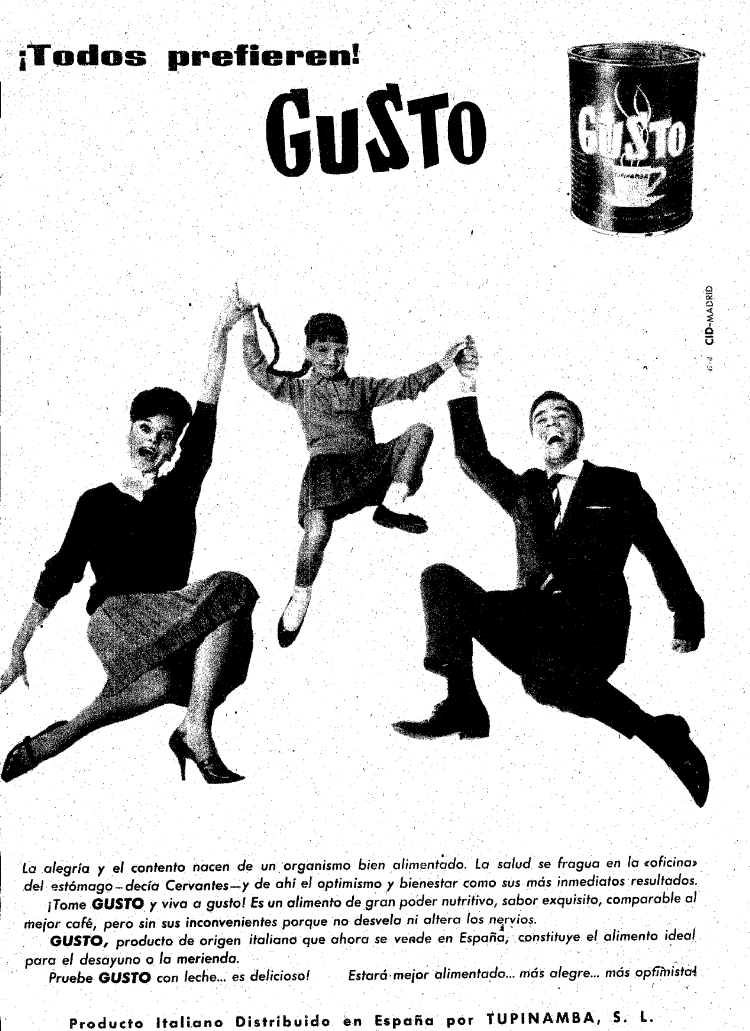 ¡Todos prefieren!
GUSTO
GUSTO
TUPINAMBA
CID-MADRID
La alegría y el contento nacen de un organismo bien alimentado. La salud se fragua en la «oficina»
del estómago—decía Cervantes—y de ahí el optimismo y bienestar como sus más inmediatos resultados.
¡Tome GUSTO y viva a gusto! Es un alimento de gran poder nutritivo, sabor exquisito, comparable al
mejor café, pero sin sus inconvenientes porque no desvela ni altera los nervios.
GUSTO, producto de origen italiano que ahora se vende en España, constituye el alimento ideal
para el desayuno o la merienda.
Pruebe GUSTO con leche... es delicioso! Estará mejor alimentado... más alegre... más optimista!
Producto Italiano Distribuido en España por TUPINAMBA, S. L.